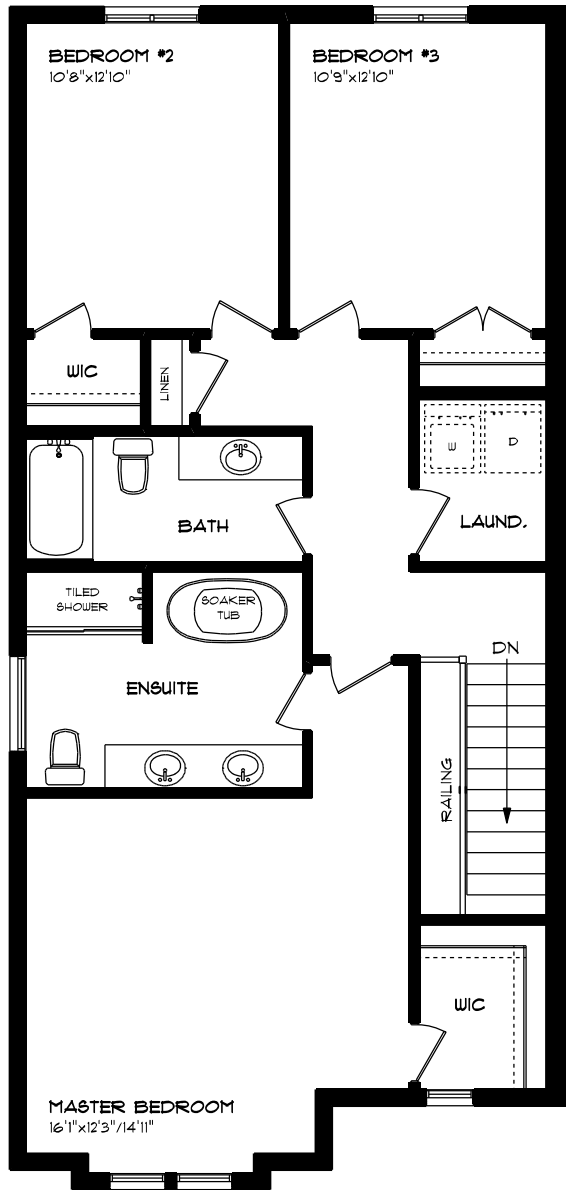 BEDROOM #2
10'8"x12'10"
BEDROOM #3
10'9"x12'10"
WIC
LINEN
W
D
BATH
LAUND.
TILED
SHOWER
SOAKER
TUB
DN
ENSUITE
RAILING
WIC
MASTER BEDROOM
16'1"x12'3"/14'11"